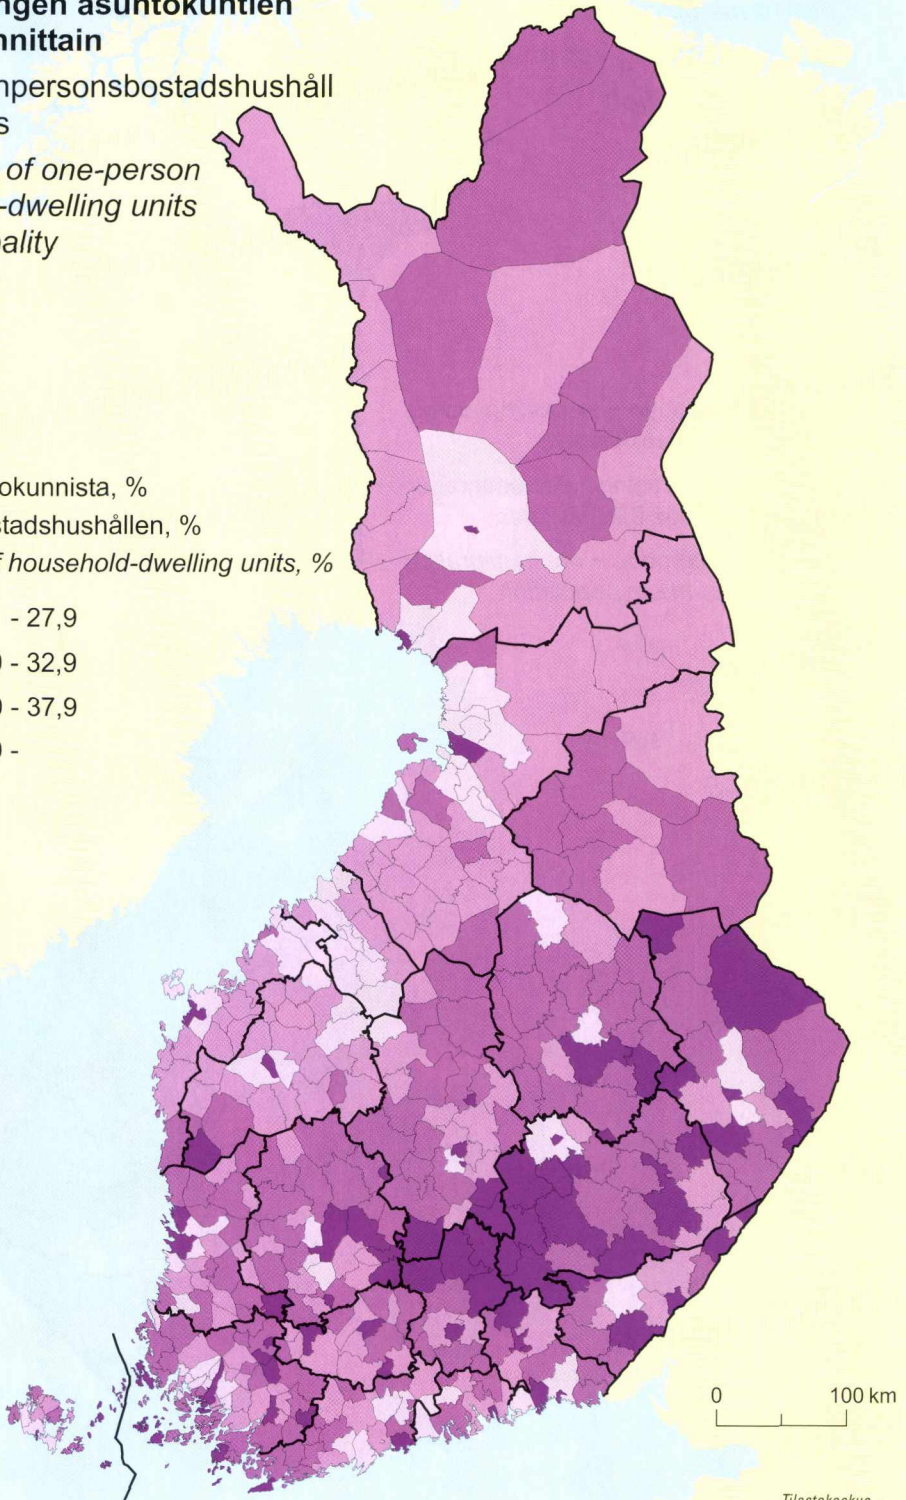 ngen asuntokuntien
nnittain
npersonsbostadshushåll
s
of one-person
-dwelling units
ality
okunnista, %
stadshushållen, %
f household-dwelling units, %
- 27,9
- 32,9
- 37,9
-
0 100 km